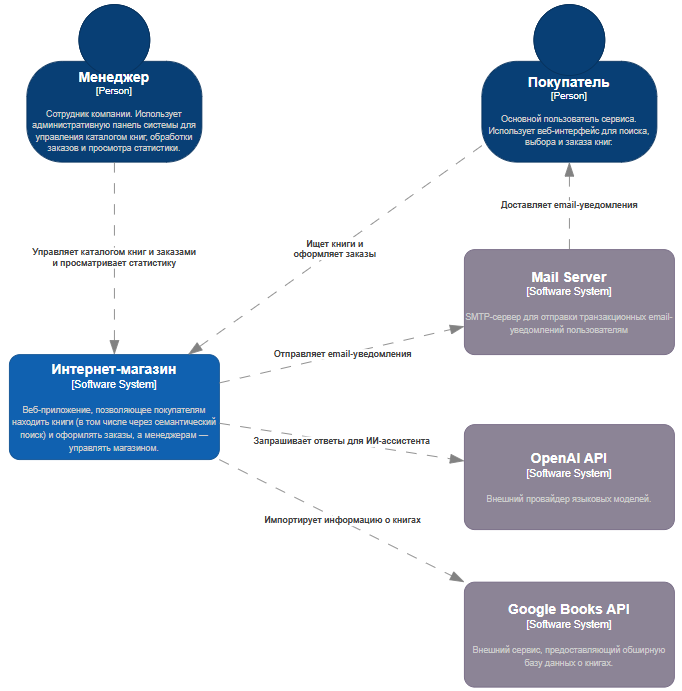 Менеджер
[Person]
Сотрудник компании. Использует
административную панель системы для
управления каталогом книг, обработки
заказов и просмотра статистики.
Покупатель
[Person]
Основной пользователь сервиса.
Использует веб-интерфейс для поиска,
выбора и заказа книг.
Доставляет email-уведомления
Управляет каталогом книг и заказами
и просматривает статистику
Ищет книги и
оформляет заказы
Mail Server
[Software System]
SMTP-сервер для отправки транзакционных email-
уведомлений пользователям
Отправляет email-уведомления
Интернет-магазин
[Software System]
Веб-приложение, позволяющее покупателям
находить книги (в том числе через семантический
поиск) и оформлять заказы, а менеджерам —
управлять магазином.
Запрашивает ответы для ИИ-ассистента
OpenAI API
[Software System]
Внешний провайдер языковых моделей.
Импортирует информацию о книгах
Google Books API
[Software System]
Внешний сервис, предоставляющий обширную
базу данных о книгах.